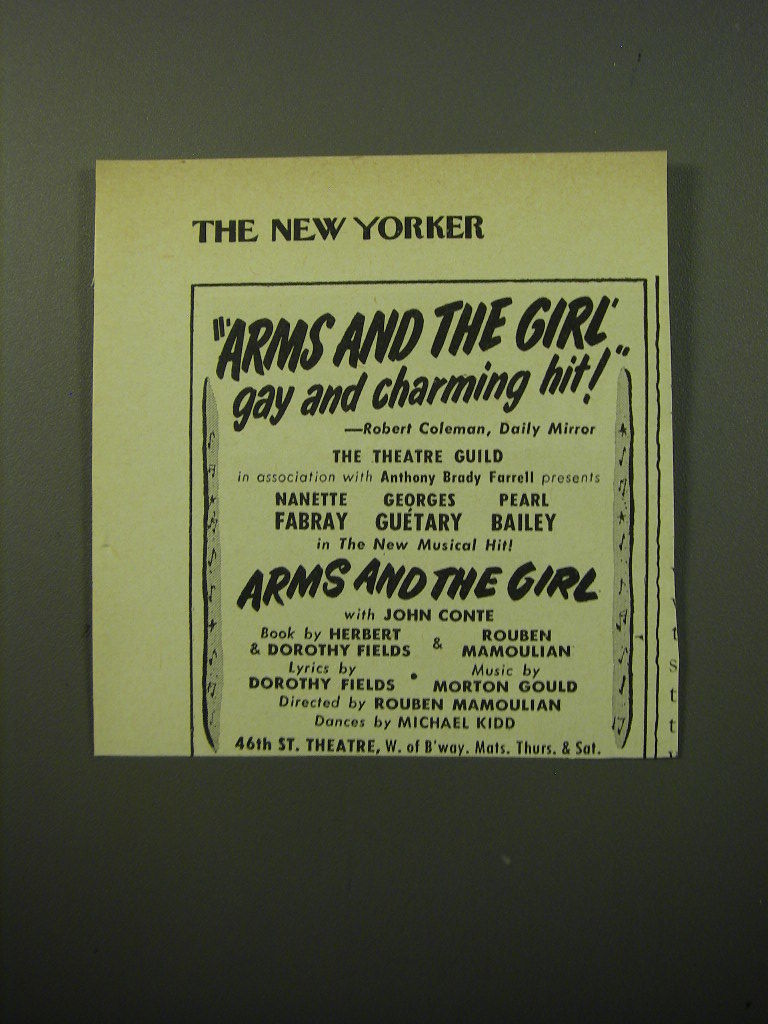 THE NEW YORKER
"'ARMS AND THE GIRL'
gay and charming hit!"
—Robert Coleman, Daily Mirror
THE THEATRE GUILD
in association with Anthony Brady Farrell presents
NANETTE GEORGES PEARL
FABRAY GUÉTARY BAILEY
in The New Musical Hit!
ARMS AND THE GIRL
with JOHN CONTE
Book by HERBERT & DOROTHY FIELDS & ROUBEN MAMOULIAN
Lyrics by DOROTHY FIELDS • Music by MORTON GOULD
Directed by ROUBEN MAMOULIAN
Dances by MICHAEL KIDD
46th ST. THEATRE, W. of B'way. Mats. Thurs. & Sat.